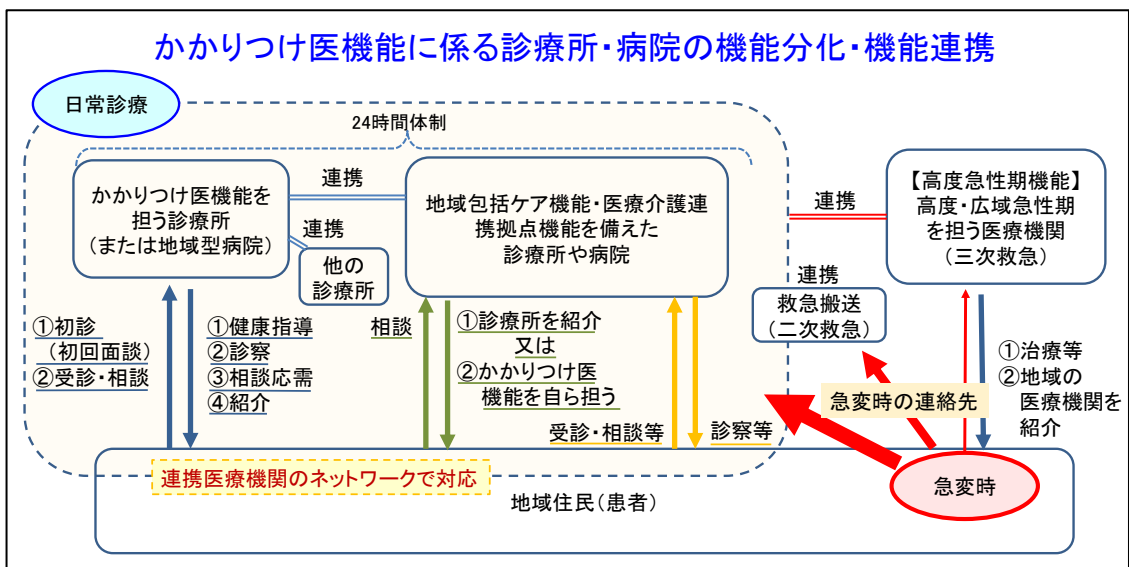 かかりつけ医機能に係る診療所・病院の機能分化・機能連携
日常診療
24時間体制
かかりつけ医機能を
担う診療所
(または地域型病院)
連携
連携
他の
診療所
地域包括ケア機能・医療介護連
携拠点機能を備えた
診療所や病院
連携
【高度急性期機能】
高度・広域急性期
を担う医療機関
(三次救急)
連携
救急搬送
(二次救急)
①初診
(初回面談)
②受診・相談
①健康指導
②診察
③相談応需
④紹介
相談
①診療所を紹介
又は
②かかりつけ医
機能を自ら担う
受診・相談等
診察等
急変時の連絡先
①治療等
②地域の
医療機関を
紹介
連携医療機関のネットワークで対応
地域住民(患者)
急変時